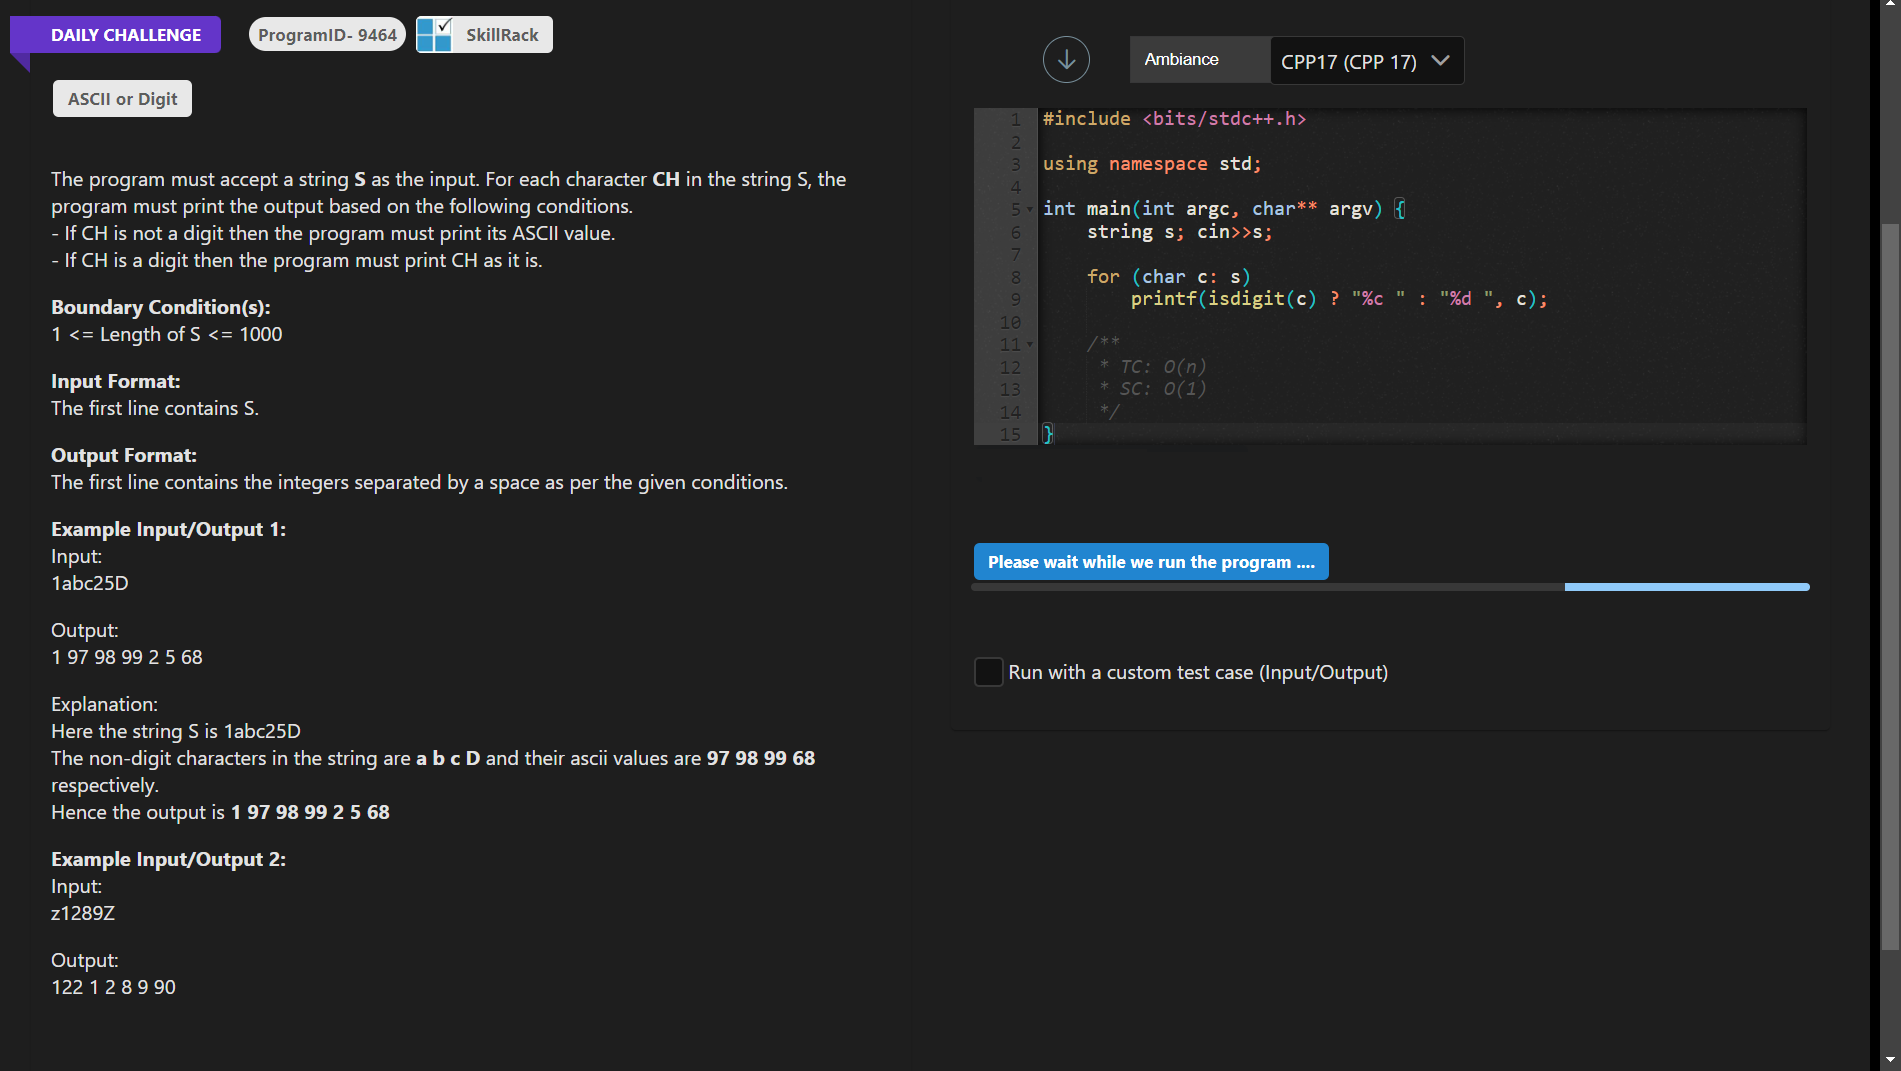 DAILY CHALLENGE
ProgramID- 9464
SkillRack
ASCII or Digit
The program must accept a string S as the input. For each character CH in the string S, the
program must print the output based on the following conditions.
- If CH is not a digit then the program must print its ASCII value.
- If CH is a digit then the program must print CH as it is.
Boundary Condition(s):
1 <= Length of S <= 1000
Input Format:
The first line contains S.
Output Format:
The first line contains the integers separated by a space as per the given conditions.
Example Input/Output 1:
Input:
1abc25D
Output:
1 97 98 99 2 5 68
Explanation:
Here the string S is 1abc25D
The non-digit characters in the string are a b c D and their ascii values are 97 98 99 68
respectively.
Hence the output is 1 97 98 99 2 5 68
Example Input/Output 2:
Input:
z1289Z
Output:
122 1 2 8 9 90
Ambiance
CPP17 (CPP 17)
1 #include <bits/stdc++.h>
2
3 using namespace std;
4
5 int main(int argc, char** argv) {
6     string s; cin>>s;
7
8     for (char c: s)
9         printf(isdigit(c) ? "%c " : "%d ", c);
10
11     /**
12      * TC: O(n)
13      * SC: O(1)
14      */
15 }
Please wait while we run the program ....
Run with a custom test case (Input/Output)